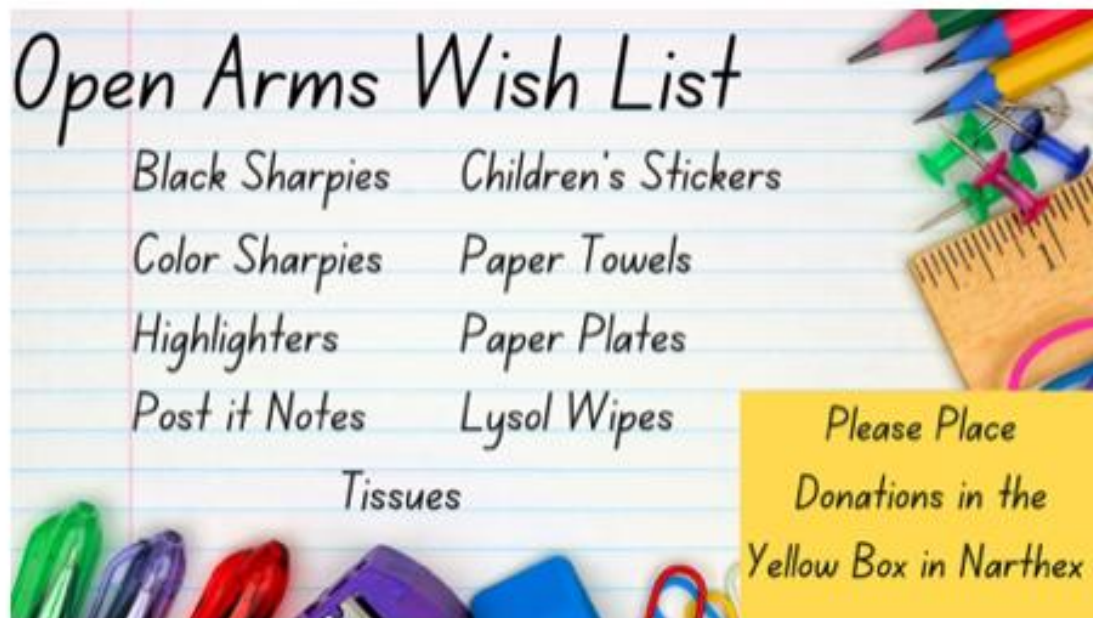 Open Arms Wish List
Black Sharpies
Color Sharpies
Highlighters
Post it Notes
Children's Stickers
Paper Towels
Paper Plates
Lysol Wipes
Tissues
Please Place
Donations in the
Yellow Box in Narthex